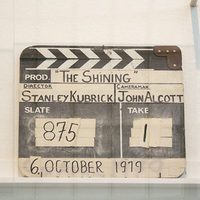 PROD. "THE SHINING"
DIRECTOR CAMERAMAN
STANLEY KUBRICK JOHN ALCOTT
SLATE TAKE
875 1
6, OCTOBER 1979